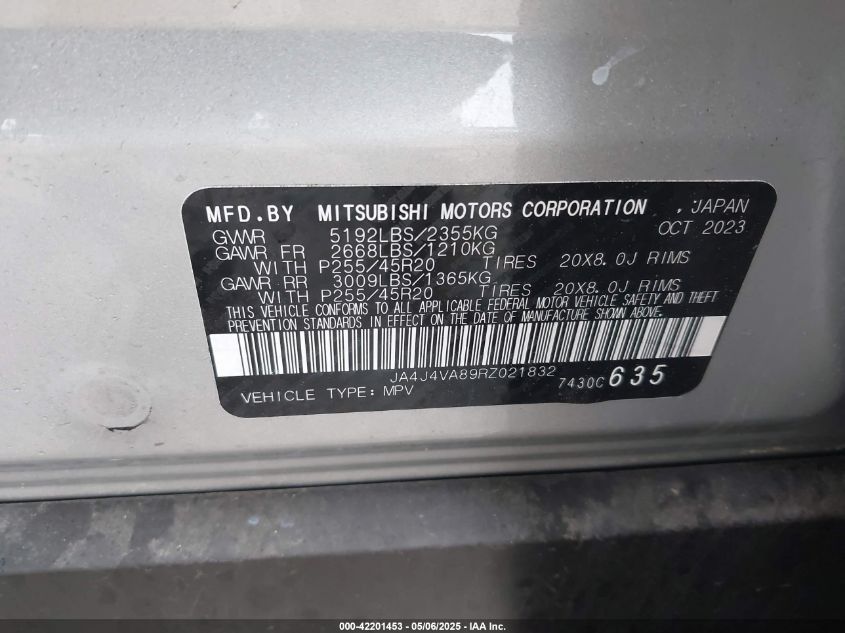 MFD.BY MITSUBISHI MOTORS CORPORATION , JAPAN
GVWR 5192LBS/2355KG OCT 2023
GAWR FR 2668LBS/1210KG
WITH P255/45R20 TIRES 20X8.0J RIMS
GAWR RR 3009LBS/1365KG
WITH P255/45R20 TIRES 20X8.0J RIMS
THIS VEHICLE CONFORMS TO ALL APPLICABLE FEDERAL MOTOR VEHICLE SAFETY AND THEFT
PREVENTION STANDARDS IN EFFECT ON THE DATE OF MANUFACTURE SHOWN ABOVE.
JA4J4VA89RZ021832
VEHICLE TYPE: MPV 7430C 635
000-42201453 - 05/06/2025 - IAA Inc.